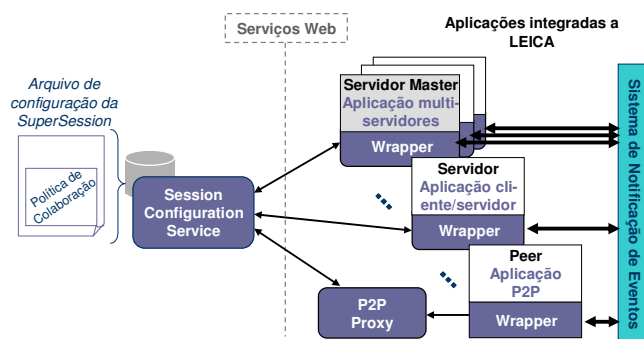 Serviços Web
Aplicações integradas a
LEICA
Arquivo de
configuração da
SuperSession
Política de
Colaboração
Session
Configuration
Service
Servidor Master
Aplicação multi-
servidores
Wrapper
Servidor
Aplicação cli-
ente/servidor
Wrapper
Peer
Aplicação
P2P
Wrapper
P2P
Proxy
Sistema de Notificação de Eventos